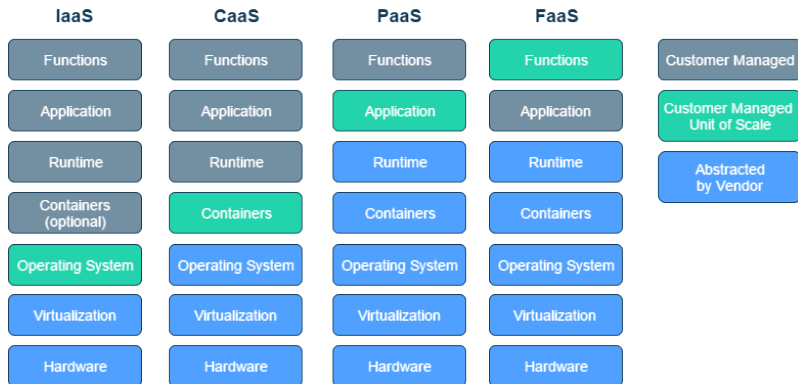 IaaS CaaS PaaS FaaS
Functions Functions Functions Functions Customer Managed
Application Application Application Application Customer Managed
Unit of Scale
Runtime Runtime Runtime Runtime Abstracted
by Vendor
Containers
(optional) Containers Containers Containers
Operating System Operating System Operating System Operating System
Virtualization Virtualization Virtualization Virtualization
Hardware Hardware Hardware Hardware